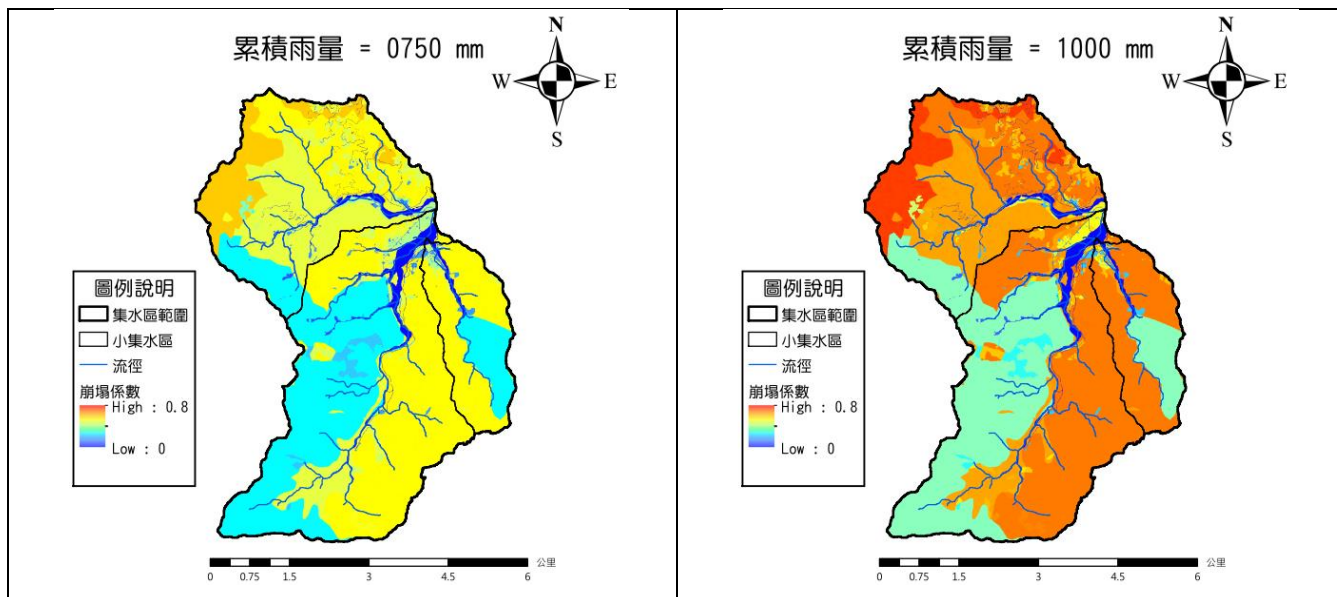 累積雨量 = 0750 mm
N
W
E
S
圖例說明
集水區範圍
小集水區
流徑
崩塌係數
High : 0.8
Low : 0
公里
0 0.75 1.5 3 4.5 6
累積雨量 = 1000 mm
N
W
E
S
圖例說明
集水區範圍
小集水區
流徑
崩塌係數
High : 0.8
Low : 0
公里
0 0.75 1.5 3 4.5 6